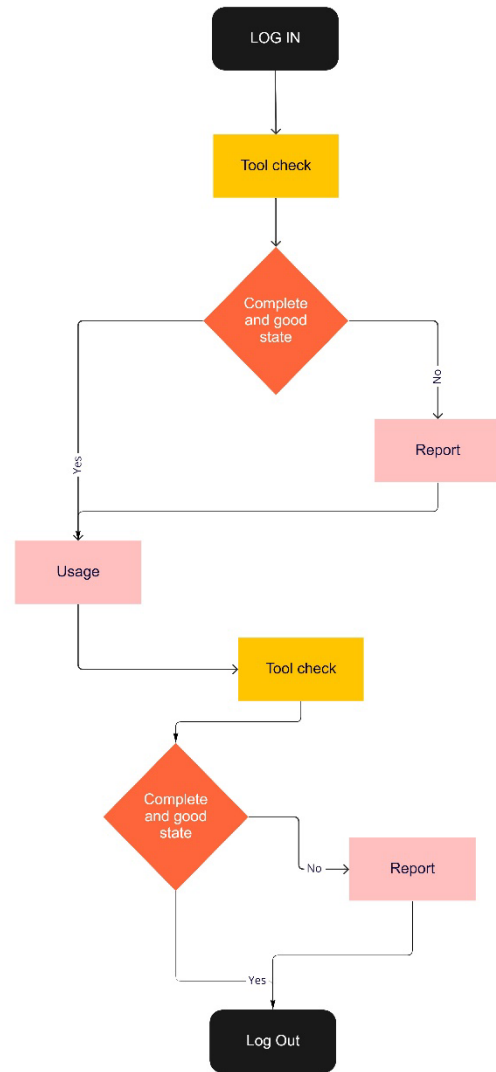 LOG IN
Tool check
Complete
and good
state
No
Report
Yes
Usage
Tool check
Complete
and good
state
No
Report
Yes
Log Out